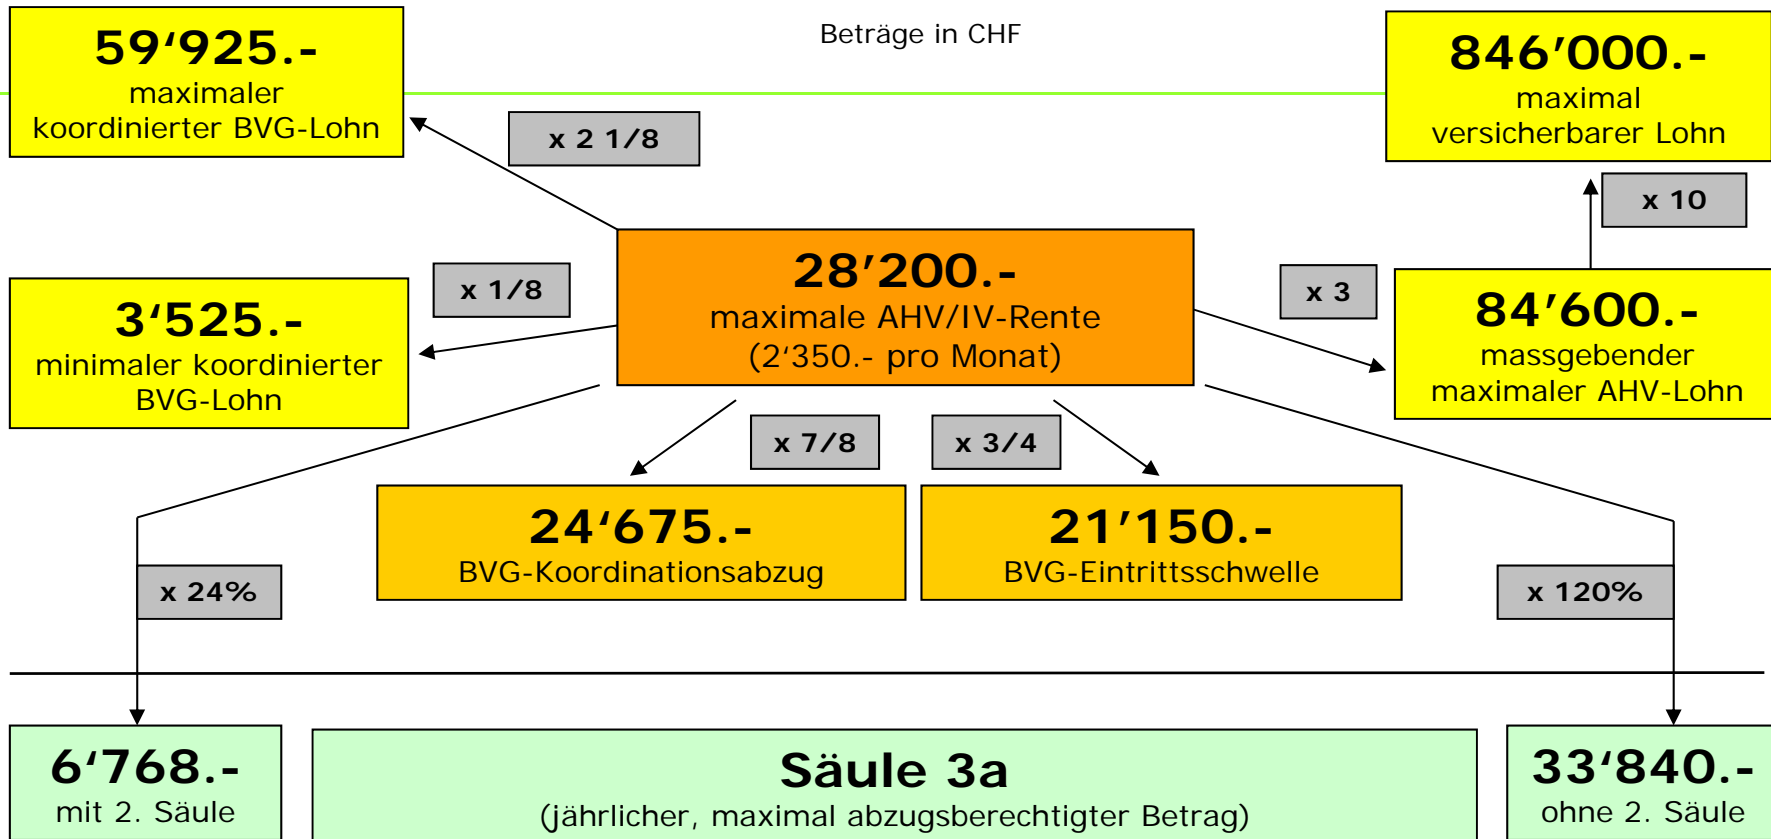 Beträge in CHF
59‘925.-
maximaler
koordinierter BVG-Lohn
846’000.-
maximal
versicherbarer Lohn
x 2 1/8
x 10
28’200.-
maximale AHV/IV-Rente
(2‘350.- pro Monat)
x 1/8
x 3
3‘525.-
minimaler koordinierter
BVG-Lohn
84’600.-
massgebender
maximaler AHV-Lohn
x 7/8
x 3/4
24‘675.-
BVG-Koordinationsabzug
21’150.-
BVG-Eintrittsschwelle
x 24%
x 120%
6‘768.-
mit 2. Säule
Säule 3a
(jährlicher, maximal abzugsberechtigter Betrag)
33‘840.-
ohne 2. Säule